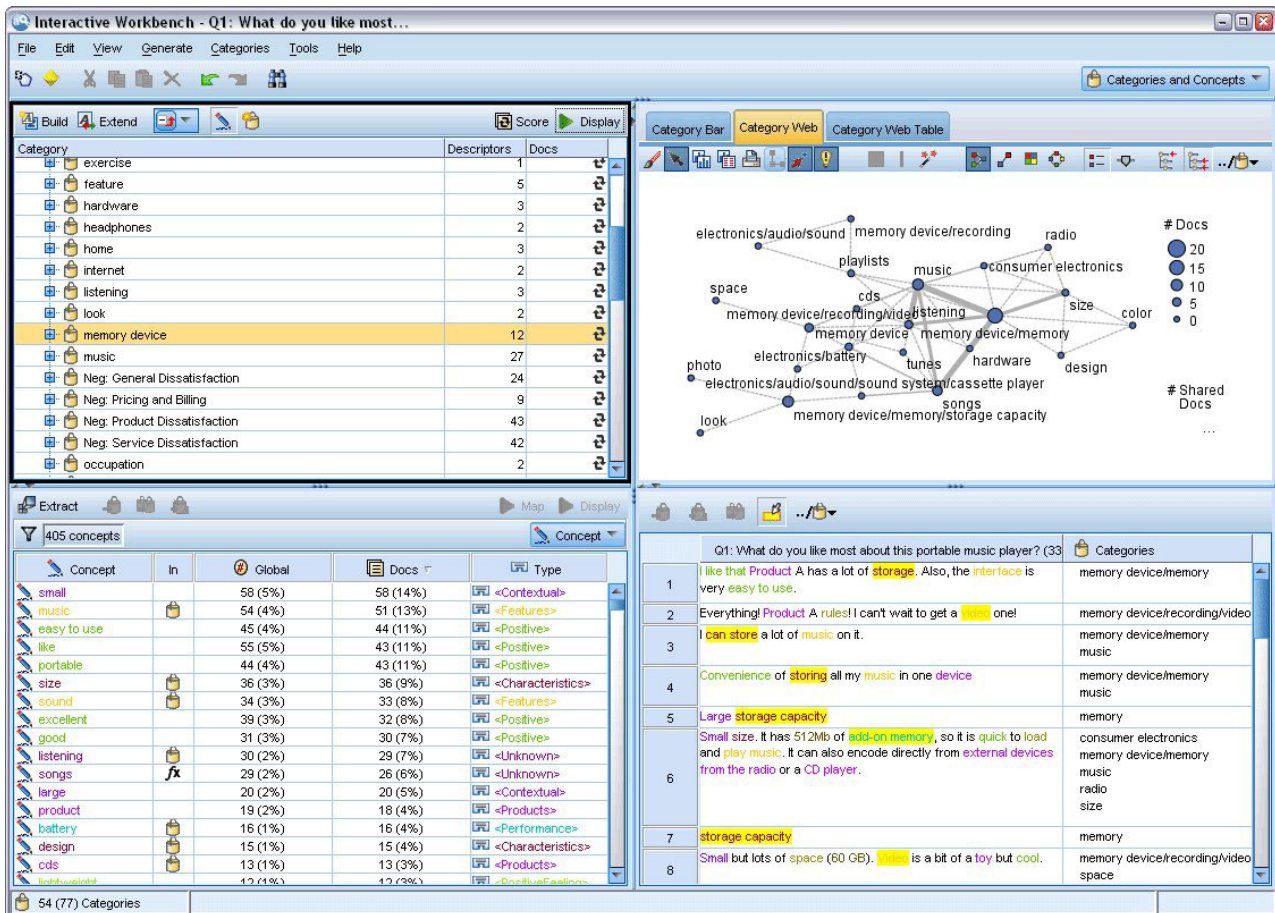 Interactive Workbench - Q1: What do you like most...
File Edit View Generate Categories Tools Help
Categories and Concepts
Build Extend Score Display
Category Descriptors Docs
exercise 1
feature 5
hardware 3
headphones 2
home 3
internet 2
listening 3
look 2
memory device 12
music 27
Neg: General Dissatisfaction 24
Neg: Pricing and Billing 9
Neg: Product Dissatisfaction 43
Neg: Service Dissatisfaction 42
occupation 2
Category Bar Category Web Category Web Table
../
electronics/audio/sound memory device/recording radio
playlists music consumer electronics
space cds size
memory device/recording/video listening color
memory device memory device/memory
electronics/battery tunes hardware design
photo
electronics/audio/sound/sound system/cassette player
songs
look memory device/memory/storage capacity
# Docs
20
15
10
5
0
# Shared
Docs
...
Extract Map Display
405 concepts Concept
Concept In Global Docs Type
small 58 (5%) 58 (14%) <Contextual>
music 54 (4%) 51 (13%) <Features>
easy to use 45 (4%) 44 (11%) <Positive>
like 55 (5%) 43 (11%) <Positive>
portable 44 (4%) 43 (11%) <Positive>
size 36 (3%) 36 (9%) <Characteristics>
sound 34 (3%) 33 (8%) <Features>
excellent 39 (3%) 32 (8%) <Positive>
good 31 (3%) 30 (7%) <Positive>
listening 30 (2%) 29 (7%) <Unknown>
songs fx 29 (2%) 26 (6%) <Unknown>
large 20 (2%) 20 (5%) <Contextual>
product 19 (2%) 18 (4%) <Products>
battery 16 (1%) 16 (4%) <Performance>
design 15 (1%) 15 (4%) <Characteristics>
cds 13 (1%) 13 (3%) <Products>
lightweight 12 (1%) 12 (3%) <PositiveFeeling>
../
Q1: What do you like most about this portable music player? (33 Categories
1 I like that Product A has a lot of storage. Also, the interface is memory device/memory
very easy to use.
2 Everything! Product A rules! I can't wait to get a video one! memory device/recording/video
3 I can store a lot of music on it. memory device/memory
music
4 Convenience of storing all my music in one device memory device/memory
music
5 Large storage capacity memory
6 Small size. It has 512Mb of add-on memory, so it is quick to load consumer electronics
and play music. It can also encode directly from external devices memory device/memory
from the radio or a CD player. music
radio
size
7 storage capacity memory
8 Small but lots of space (60 GB). Video is a bit of a toy but cool. memory device/recording/video
space
54 (77) Categories